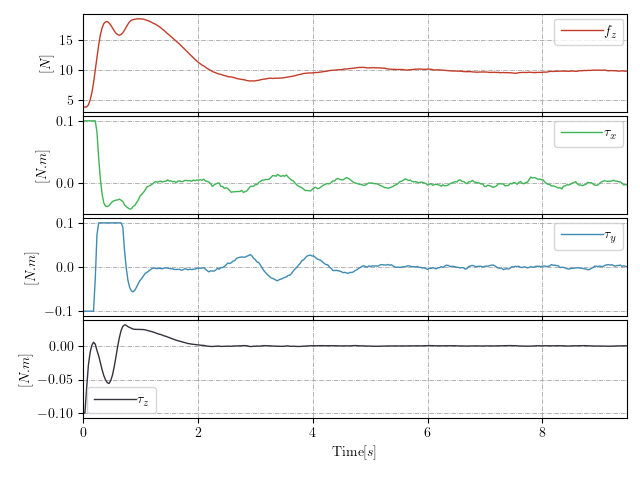 15
10
5
[N]
f_z
0.1
0.0
[N.m]
τ_x
0.1
0.0
−0.1
[N.m]
τ_y
0.00
−0.05
−0.10
[N.m]
τ_z
0 2 4 6 8
Time[s]